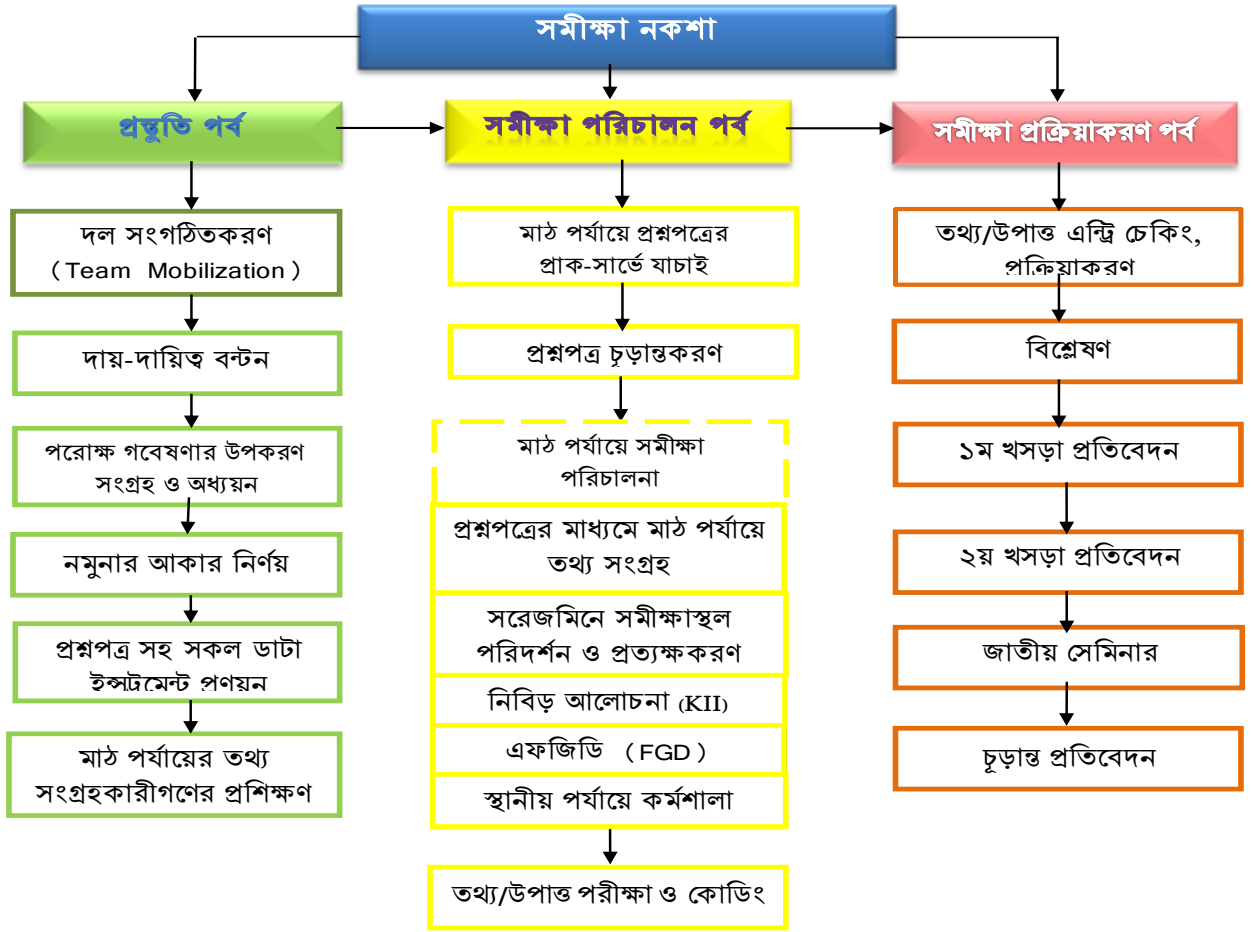 সমীক্ষা নকশা
প্রস্তুতি পর্ব
সমীক্ষা পরিচালন পর্ব
সমীক্ষা প্রক্রিয়াকরণ পর্ব
দল সংগঠিতকরণ
(Team Mobilization)
দায়-দায়িত্ব বন্টন
পরোক্ষ গবেষণার উপকরণ
সংগ্রহ ও অধ্যয়ন
নমুনার আকার নির্ণয়
প্রশ্নপত্র সহ সকল ডাটা
ইন্সট্রুমেন্ট প্রণয়ন
মাঠ পর্যায়ের তথ্য
সংগ্রহকারীগণের প্রশিক্ষণ
মাঠ পর্যায়ে প্রশ্নপত্রের
প্রাক-সার্ভে যাচাই
প্রশ্নপত্র চূড়ান্তকরণ
মাঠ পর্যায়ে সমীক্ষা
পরিচালনা
প্রশ্নপত্রের মাধ্যমে মাঠ পর্যায়ে
তথ্য সংগ্রহ
সরেজমিনে সমীক্ষাস্থল
পরিদর্শন ও প্রত্যক্ষকরণ
নিবিড় আলোচনা (KII)
এফজিডি (FGD)
স্থানীয় পর্যায়ে কর্মশালা
তথ্য/উপাত্ত পরীক্ষা ও কোডিং
তথ্য/উপাত্ত এন্ট্রি চেকিং,
প্রক্রিয়াকরণ
বিশ্লেষণ
১ম খসড়া প্রতিবেদন
২য় খসড়া প্রতিবেদন
জাতীয় সেমিনার
চূড়ান্ত প্রতিবেদন